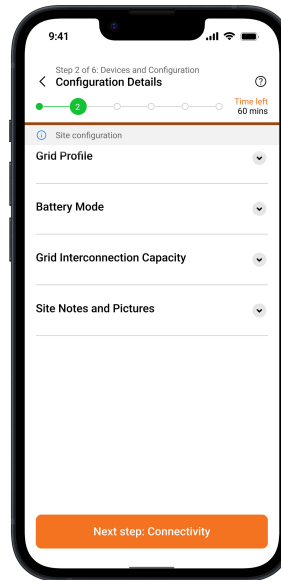 9:41
Step 2 of 6: Devices and Configuration
Configuration Details
2
Time left
60 mins
Site configuration
Grid Profile
Battery Mode
Grid Interconnection Capacity
Site Notes and Pictures
Next step: Connectivity